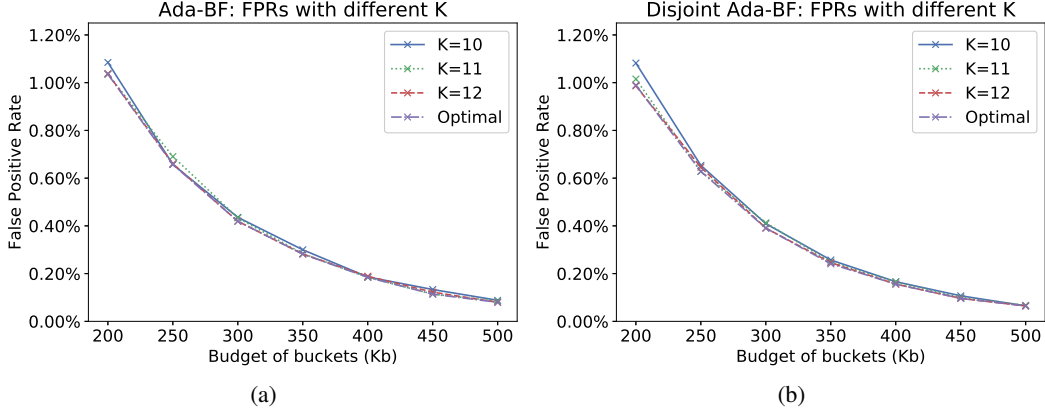 Ada-BF: FPRs with different K
1.20%
1.00%
0.80%
0.60%
0.40%
0.20%
0.00%
False Positive Rate
K=10
K=11
K=12
Optimal
200 250 300 350 400 450 500
Budget of buckets (Kb)
(a)
Disjoint Ada-BF: FPRs with different K
1.20%
1.00%
0.80%
0.60%
0.40%
0.20%
0.00%
False Positive Rate
K=10
K=11
K=12
Optimal
200 250 300 350 400 450 500
Budget of buckets (Kb)
(b)